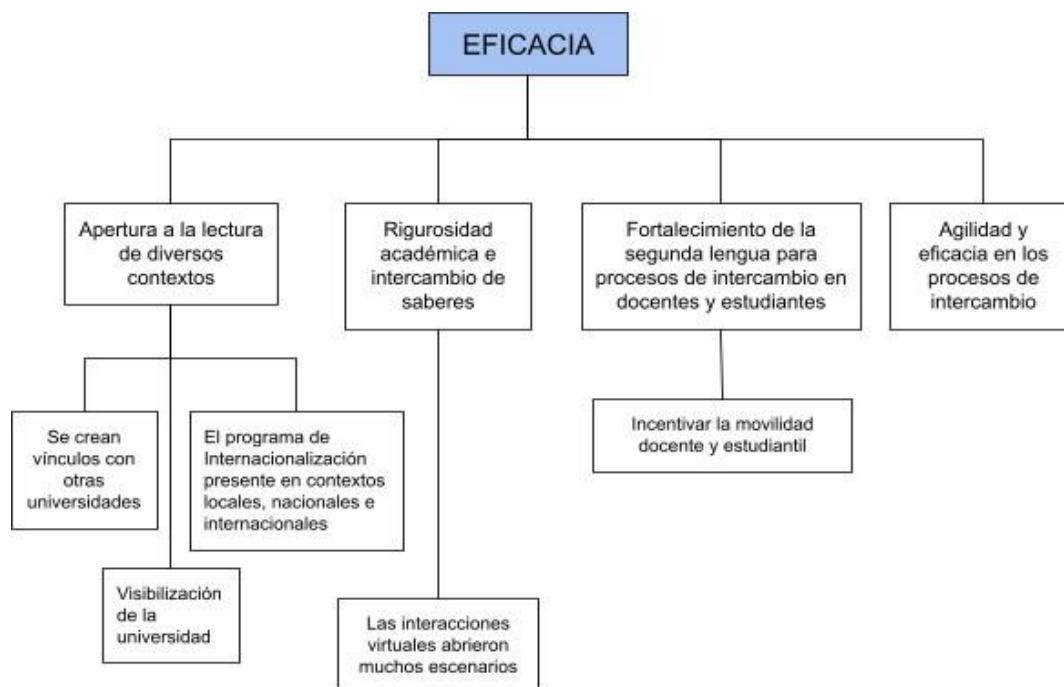 EFICACIA
Apertura a la lectura
de diversos
contextos
Rigurosidad
académica e
intercambio de
saberes
Fortalecimiento de la
segunda lengua para
procesos de intercambio en
docentes y estudiantes
Agilidad y
eficacia en los
procesos de
intercambio
Se crean
vínculos con
otras
universidades
El programa de
Internacionalización
presente en contextos
locales, nacionales e
internacionales
Incentivar la movilidad
docente y estudiantil
Visibilización
de la
universidad
Las interacciones
virtuales abrieron
muchos escenarios